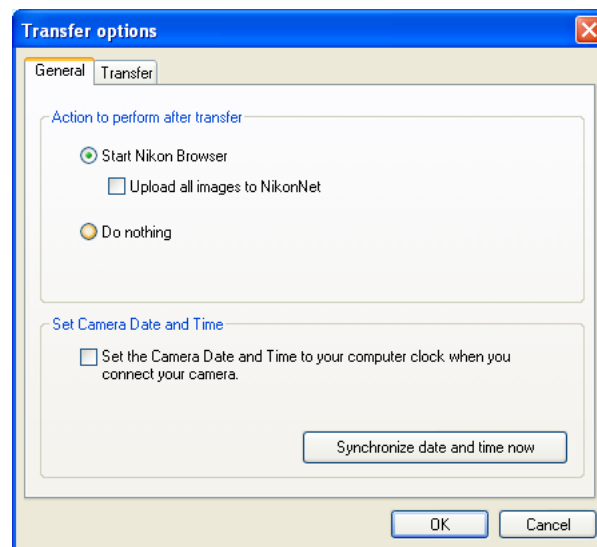 Transfer options
General Transfer
Action to perform after transfer
Start Nikon Browser
Upload all images to NikonNet
Do nothing
Set Camera Date and Time
Set the Camera Date and Time to your computer clock when you
connect your camera.
Synchronize date and time now
OK Cancel